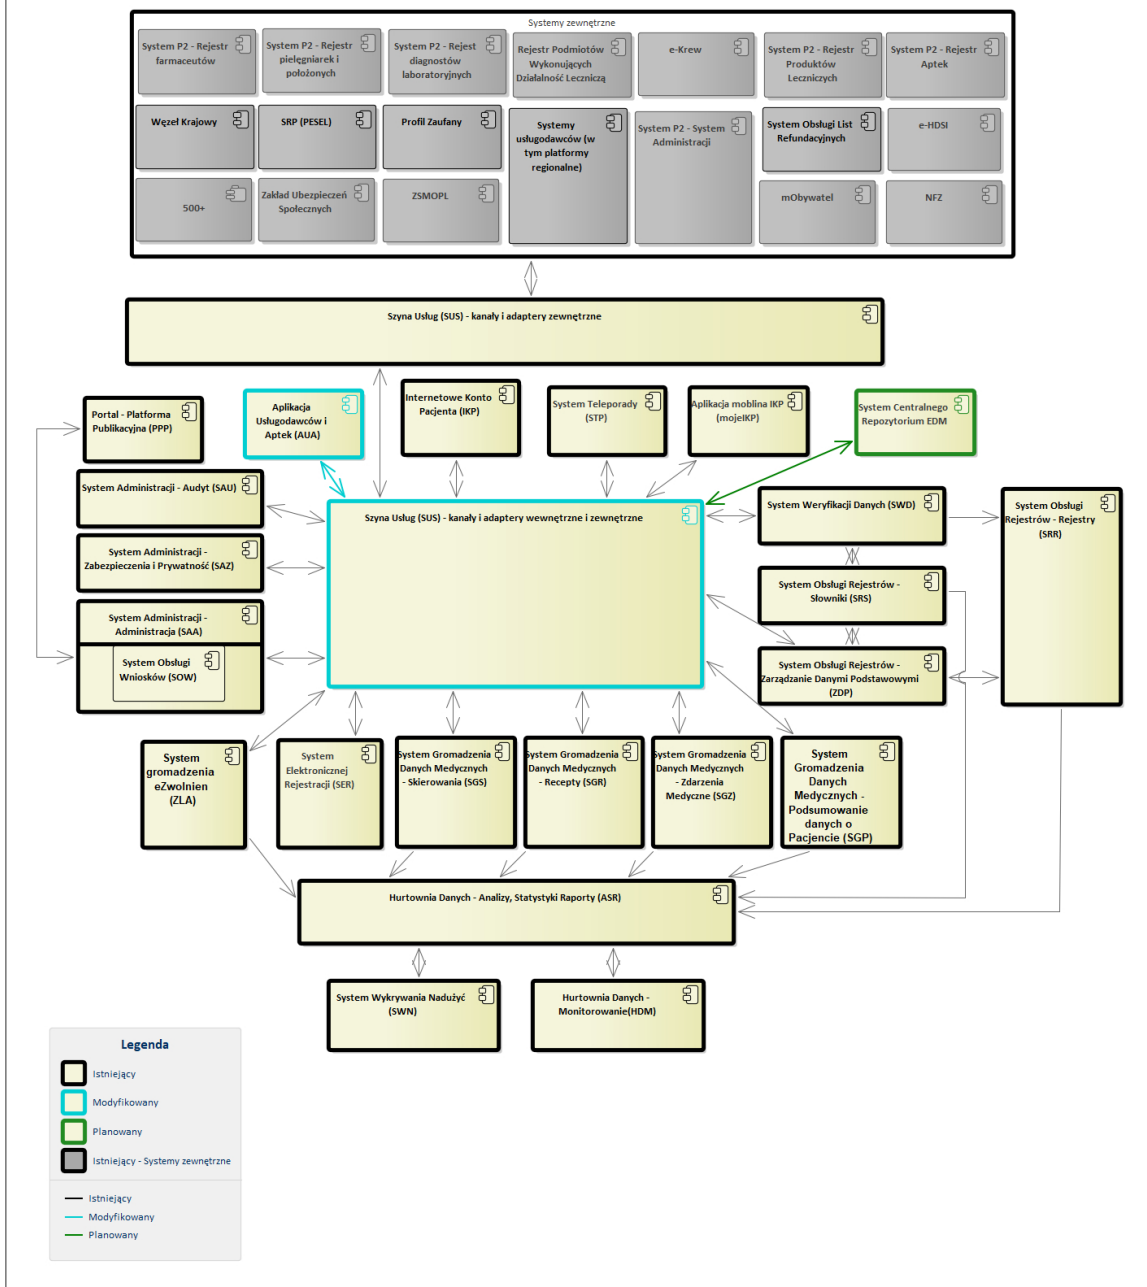 Systemy zewnętrzne
System P2 - Rejestr
farmaceutów
System P2 - Rejestr
pielęgniarek i
położonych
System P2 - Rejest
diagnostów
laboratoryjnych
Rejestr Podmiotów
Wykonujących
Działalność Leczniczą
e-Krew
System P2 - Rejestr
Produktów
Leczniczych
System P2 - Rejestr
Aptek
Węzeł Krajowy
SRP (PESEL)
Profil Zaufany
Systemy
usługodawców (w
tym platformy
regionalne)
System P2 - System
Administracji
System Obsługi List
Refundacyjnych
e-HDSI
500+
Zakład Ubezpieczeń
Społecznych
ZSMOPL
mObywatel
NFZ
Szyna Usług (SUS) - kanały i adaptery zewnętrzne
Portal - Platforma
Publikacyjna (PPP)
Aplikacja
Usługodawców i
Aptek (AUA)
Internetowe Konto
Pacjenta (IKP)
System Teleporady
(STP)
Aplikacja moblina IKP
(mojeIKP)
System Centralnego
Repozytorium EDM
System Administracji - Audyt (SAU)
System Administracji -
Zabezpieczenia i Prywatność (SAZ)
System Administracji -
Administracja (SAA)
System Obsługi
Wniosków (SOW)
Szyna Usług (SUS) - kanały i adaptery wewnętrzne i zewnętrzne
System Weryfikacji Danych (SWD)
System Obsługi Rejestrów -
Słowniki (SRS)
System Obsługi Rejestrów -
Zarządzanie Danymi Podstawowymi
(ZDP)
System Obsługi
Rejestrów - Rejestry
(SRR)
System
gromadzenia
eZwolnien
(ZLA)
System
Elektronicznej
Rejestracji (SER)
System Gromadzenia
Danych Medycznych
- Skierowania (SGS)
System Gromadzenia
Danych Medycznych
- Recepty (SGR)
System Gromadzenia
Danych Medycznych
- Zdarzenia
Medyczne (SGZ)
System
Gromadzenia
Danych
Medycznych -
Podsumowanie
danych o
Pacjencie (SGP)
Hurtownia Danych - Analizy, Statystyki Raporty (ASR)
System Wykrywania Nadużyć
(SWN)
Hurtownia Danych -
Monitorowanie(HDM)
Legenda
Istniejący
Modyfikowany
Planowany
Istniejący - Systemy zewnętrzne
Istniejący
Modyfikowany
Planowany